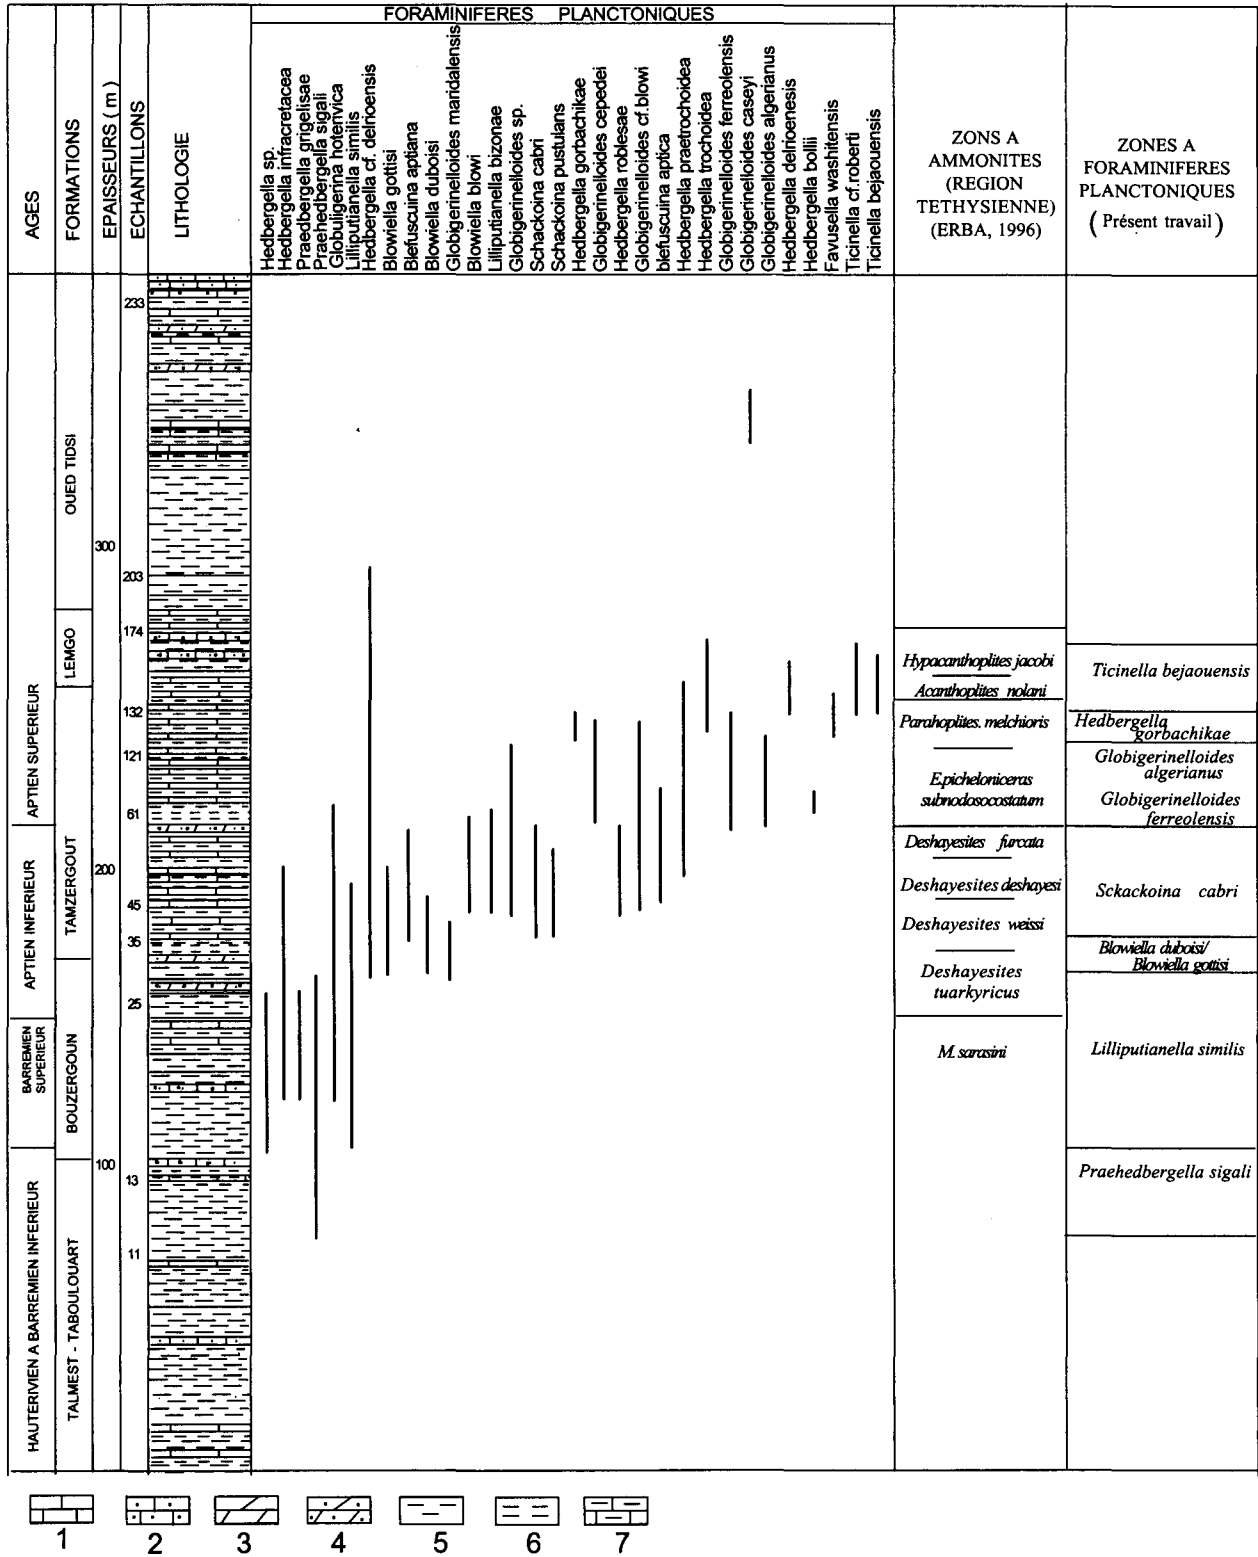 FORAMINIFERES PLANCTONIQUES
AGES
FORMATIONS
EPAISSEURS ( m )
ECHANTILLONS
LITHOLOGIE
Hedbergella sp.
Hedbergella infracretacea
Praedbergella grigelisae
Praehedbergella sigali
Globuligerina hoterivica
Lilliputianella similis
Hedbergella cf. delrioensis
Blowiella gottisi
Blefuscuina aptiana
Blowiella duboisi
Globigerinelloides maridalensis
Blowiella blowi
Lilliputianella bizonae
Globigerinelloides sp.
Schackoina cabri
Schackoina pustulans
Hedbergella gorbachikae
Globigerinelloides cepedei
Hedbergella roblesae
Globigerinelloides cf.blowi
blefuscuina aptica
Hedbergella praetrochoidea
Hedbergella trochoidea
Globigerinelloides ferreolensis
Globigerinelloides caseyi
Globigerinelloides algerianus
Hedbergella delrioenesis
Hedbergella bollii
Favusella washitensis
Ticinella cf.roberti
Ticinella bejaouensis
ZONS A
AMMONITES
(REGION
TETHYSIENNE)
(ERBA, 1996)
ZONES A
FORAMINIFERES
PLANCTONIQUES
( Présent travail )
HAUTERIVIEN A BARREMIEN INFERIEUR
BARREMIEN
SUPERIEUR
APTIEN INFERIEUR
APTIEN SUPERIEUR
TALMEST - TABOULOUART
BOUZERGOUN
TAMZERGOUT
LEMGO
OUED TIDSI
300
200
100
233
203
174
132
121
61
45
35
25
13
11
Hypacanthoplites jacobi
Acanthoplites nolani
Parahoplites. melchioris
E.picheloniceras
subnodosocostatum
Deshayesites furcata
Deshayesites deshayesi
Deshayesites weissi
Deshayesites
tuarkyricus
M. sarasini
Ticinella bejaouensis
Hedbergella
gorbachikae
Globigerinelloides
algerianus
Globigerinelloides
ferreolensis
Sckackoina cabri
Blowiella duboisi/
Blowiella gottisi
Lilliputianella similis
Praehedbergella sigali
1 2 3 4 5 6 7